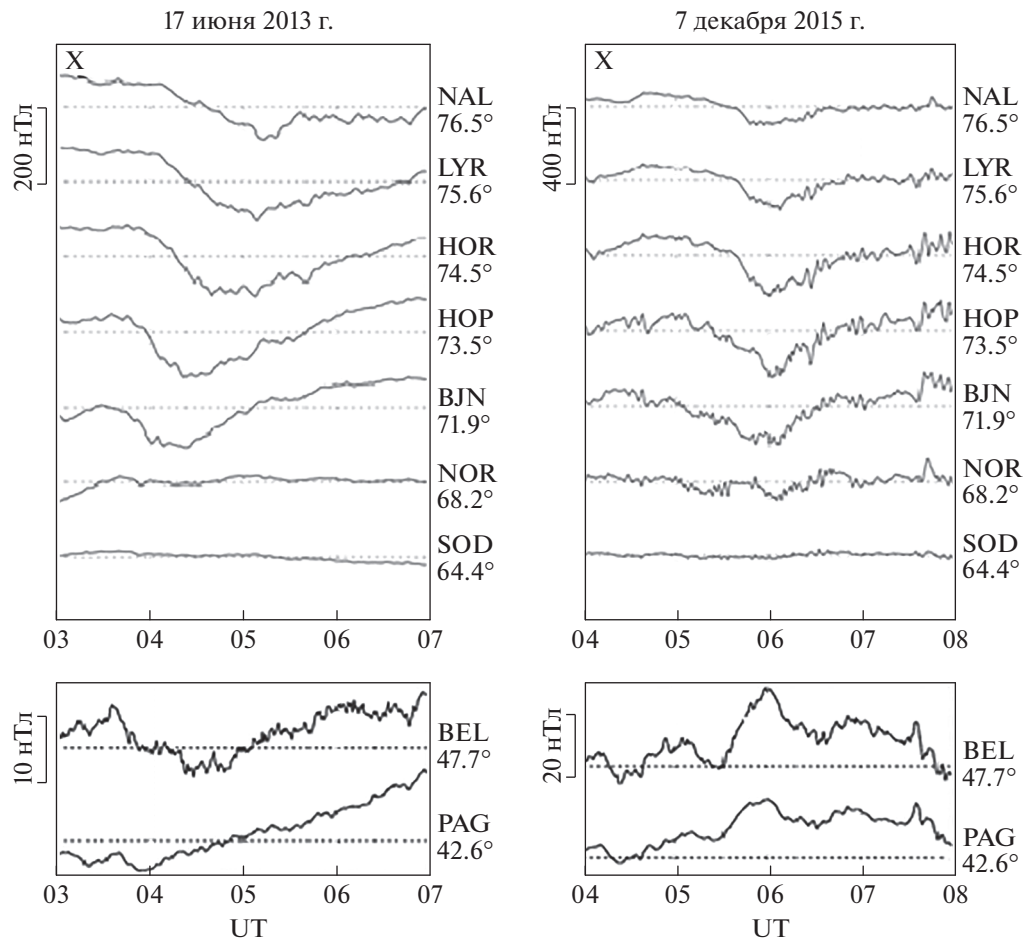 17 июня 2013 г.
X
200 нТл
NAL
76.5°
LYR
75.6°
HOR
74.5°
HOP
73.5°
BJN
71.9°
NOR
68.2°
SOD
64.4°
03 04 05 06 07
10 нТл
BEL
47.7°
PAG
42.6°
03 04 05 06 07
UT
7 декабря 2015 г.
X
400 нТл
NAL
76.5°
LYR
75.6°
HOR
74.5°
HOP
73.5°
BJN
71.9°
NOR
68.2°
SOD
64.4°
04 05 06 07 08
20 нТл
BEL
47.7°
PAG
42.6°
04 05 06 07 08
UT